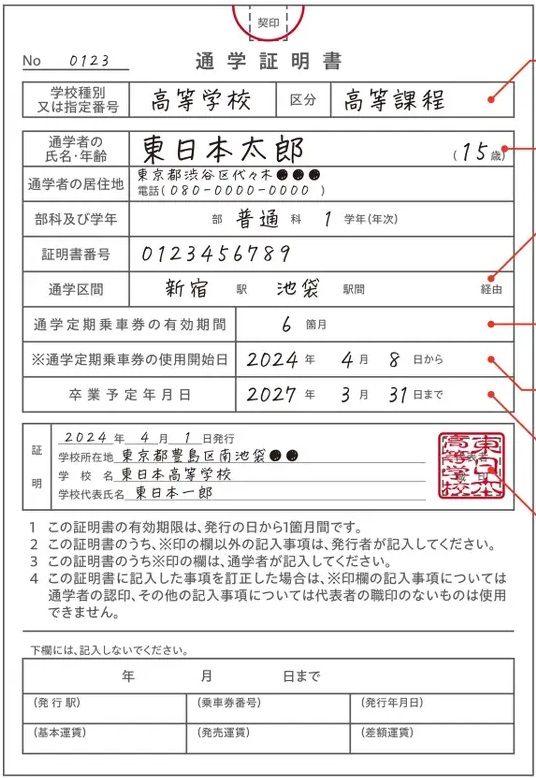 契印
No 0123 通学証明書
学校種別又は指定番号 高等学校 区分 高等課程
通学者の氏名・年齢 東日本太郎 (15歳)
通学者の居住地 東京都渋谷区代々木●●●
電話(080-0000-0000)
部科及び学年 部 普通 科 1 学年(年次)
証明書番号 0123456789
通学区間 新宿 駅 池袋 駅間 経由
通学定期乗車券の有効期間 6 箇月
※通学定期乗車券の使用開始日 2024 年 4 月 8 日から
卒業予定年月日 2027 年 3 月 31 日まで
証明
2024 年 4 月 1 日発行
学校所在地 東京都豊島区南池袋●●
学校名 東日本高等学校
学校代表氏名 東日本一郎
東日本高等学校
1 この証明書の有効期限は、発行の日から1箇月間です。
2 この証明書のうち、※印の欄以外の記入事項は、発行者が記入してください。
3 この証明書のうち※印の欄は、通学者が記入してください。
4 この証明書に記入した事項を訂正した場合は、※印欄の記入事項については
通学者の認印、その他の記入事項については代表者の職印のないものは使用
できません。
下欄には、記入しないでください。
年 月 日まで
(発行駅) (乗車券番号) (発行年月日)
(基本運賃) (発売運賃) (差額運賃)